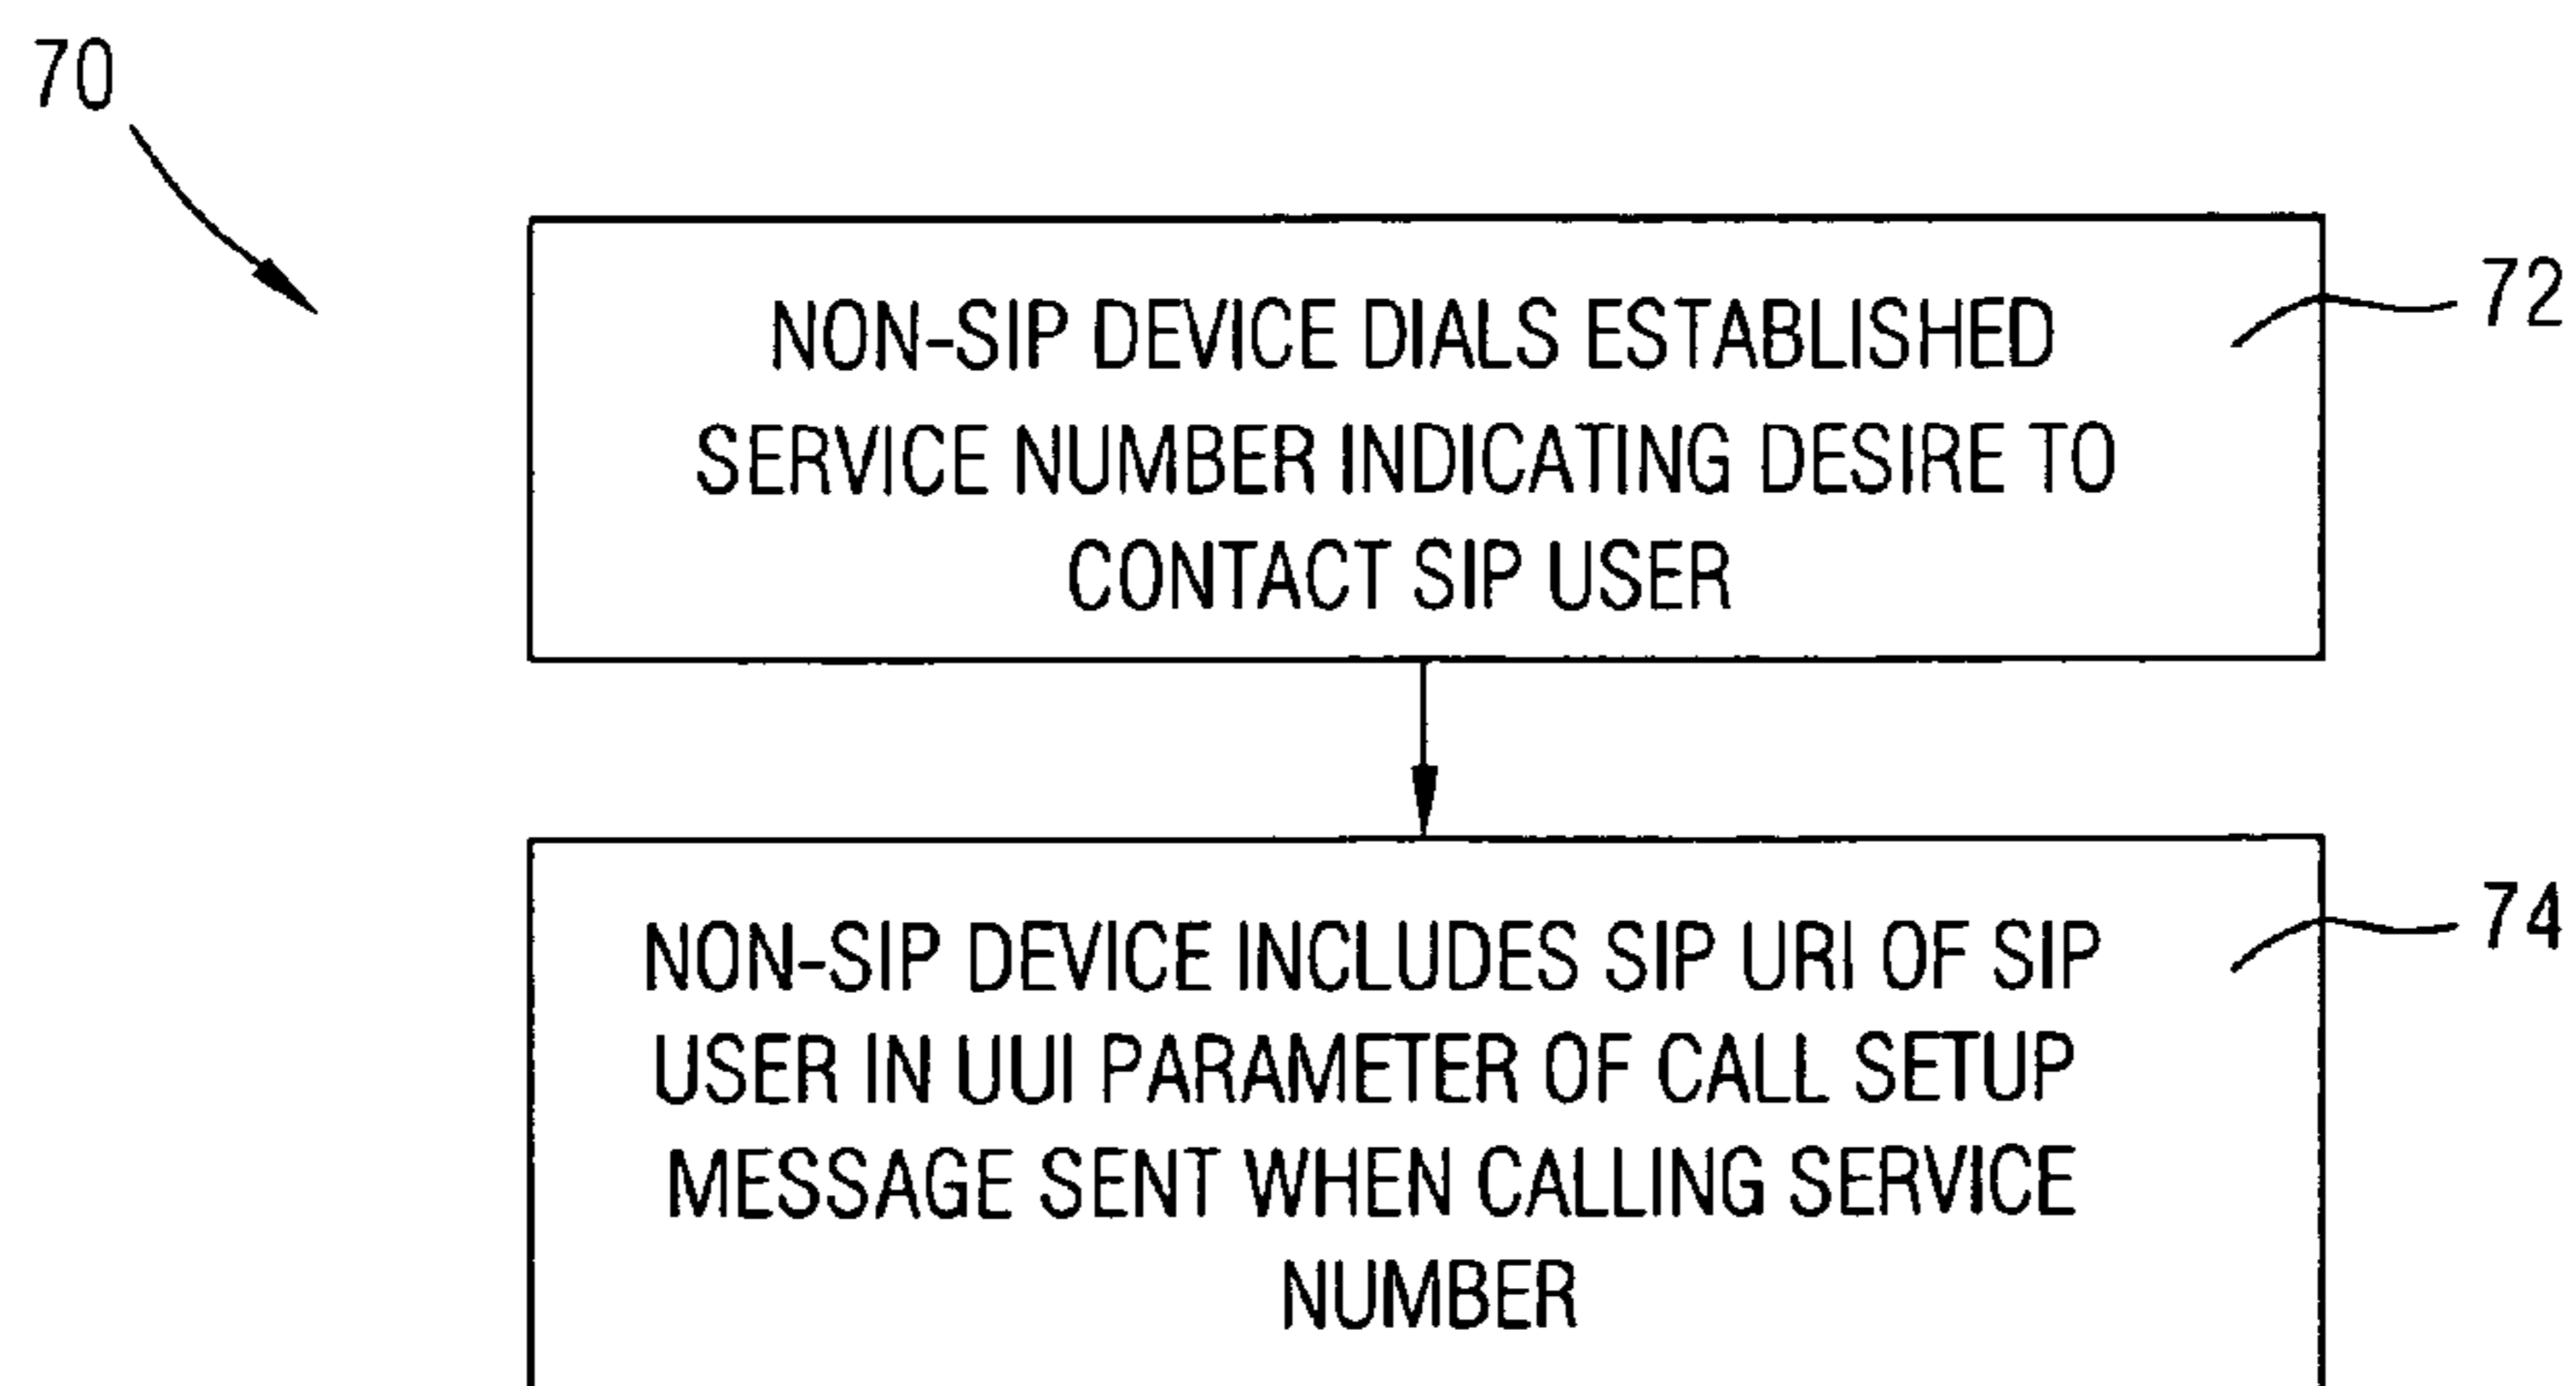 70
NON-SIP DEVICE DIALS ESTABLISHED
SERVICE NUMBER INDICATING DESIRE TO
CONTACT SIP USER
72
NON-SIP DEVICE INCLUDES SIP URI OF SIP
USER IN UUI PARAMETER OF CALL SETUP
MESSAGE SENT WHEN CALLING SERVICE
NUMBER
74